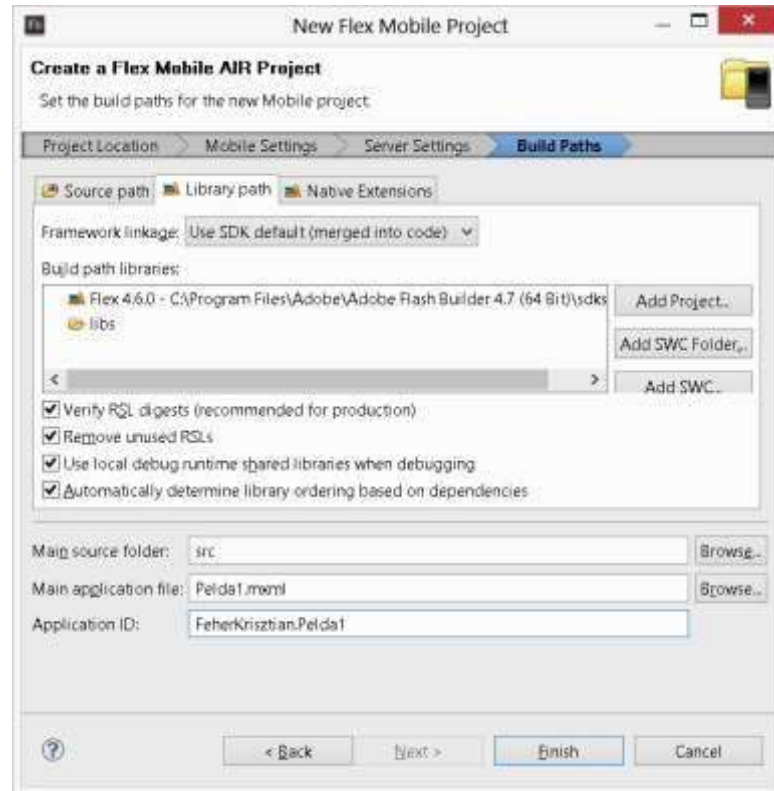 Fb
New Flex Mobile Project
Create a Flex Mobile AIR Project
Set the build paths for the new Mobile project.
Project Location Mobile Settings Server Settings Build Paths
Source path Library path Native Extensions
Framework linkage: Use SDK default (merged into code)
Build path libraries:
Flex 4.6.0 - C:\Program Files\Adobe\Adobe Flash Builder 4.7 (64 Bit)\sdks
libs
Add Project...
Add SWC Folder...
Add SWC...
Verify RSL digests (recommended for production)
Remove unused RSLs
Use local debug runtime shared libraries when debugging
Automatically determine library ordering based on dependencies
Main source folder: src Browse...
Main application file: Pelda1.mxml Browse...
Application ID: FeherKrisztian.Pelda1
? < Back Next > Finish Cancel